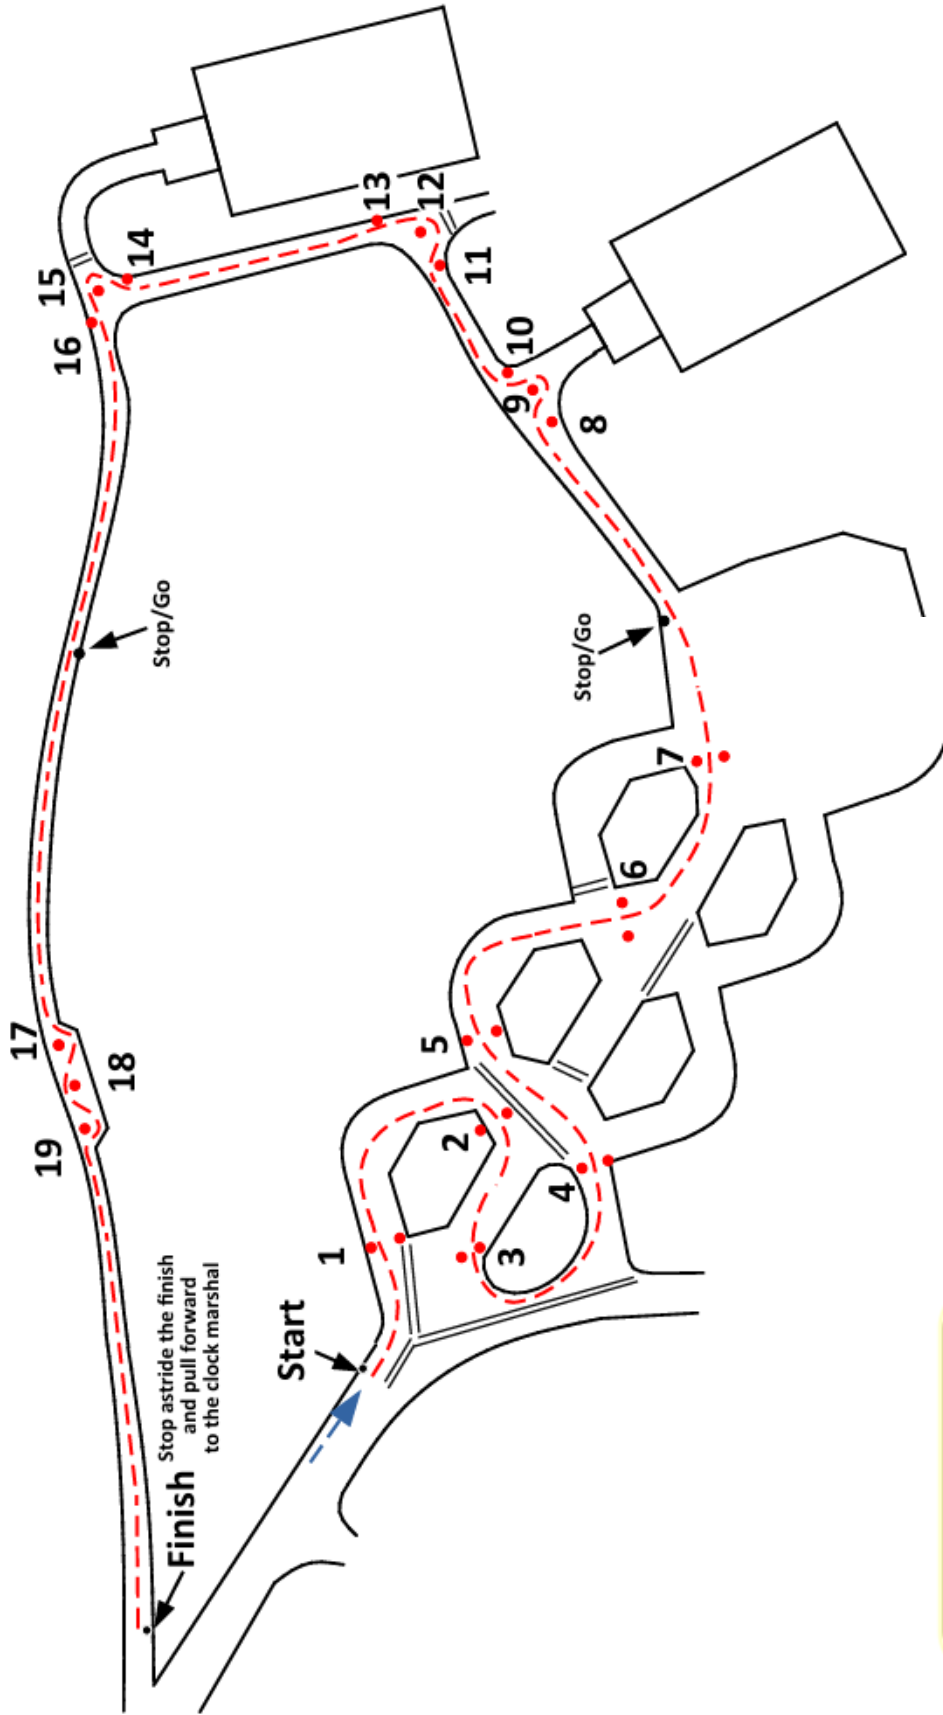 Start
1
2
3
4
5
6
7
Stop/Go
8
9
10
11
12
13
14
15
16
Stop/Go
17
18
19
Finish
Stop astride the finish
and pull forward
to the clock marshal